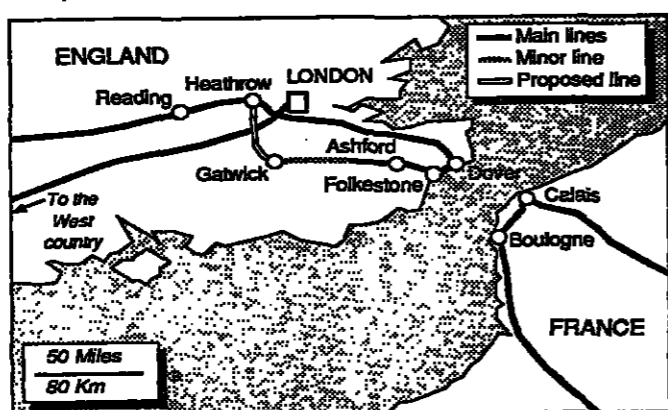 ENGLAND
Main lines
Minor line
Proposed line
Heathrow
LONDON
Reading
Gatwick
Ashford
Folkestone
Dover
To the
West
country
Calais
Boulogne
FRANCE
50 Miles
80 Km